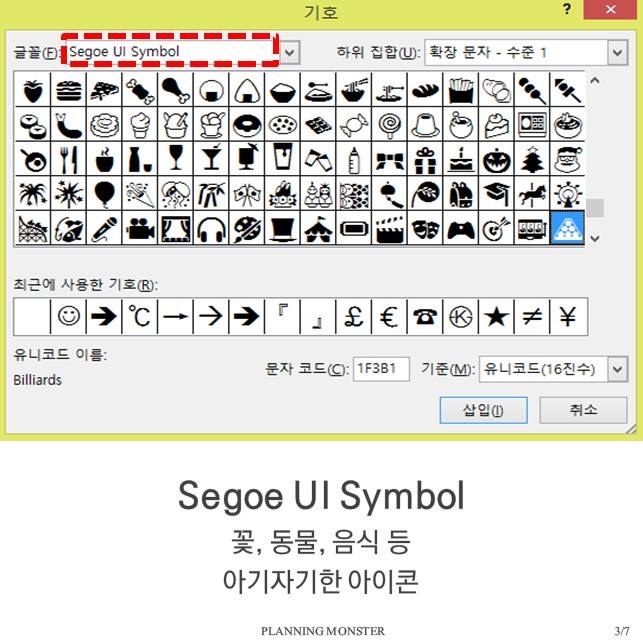 기호
?
×
글꼴(F): Segoe UI Symbol
하위 집합(U): 확장 문자 - 수준 1
최근에 사용한 기호(R):
☺ ➔ ℃ → → ➔ 『 』 £ € ☎ ㉿ ★ ≠ ¥
유니코드 이름:
Billiards
문자 코드(C): 1F3B1
기준(M): 유니코드(16진수)
삽입(I)
취소
Segoe UI Symbol
꽃, 동물, 음식 등
아기자기한 아이콘
PLANNING MONSTER
3/7